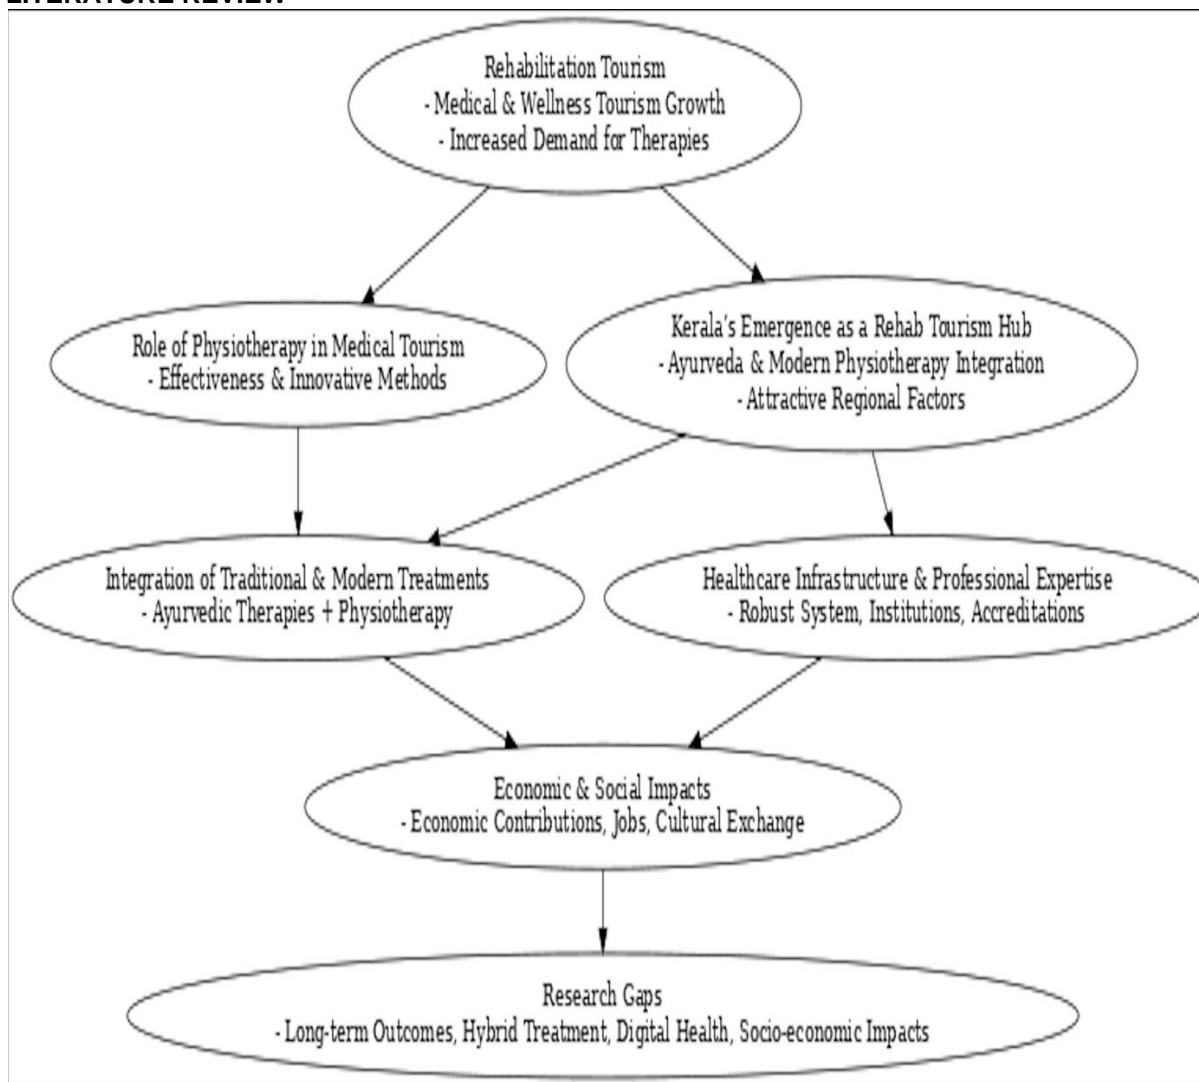 LITERATURE REVIEW
Rehabilitation Tourism
- Medical & Wellness Tourism Growth
- Increased Demand for Therapies
Role of Physiotherapy in Medical Tourism
- Effectiveness & Innovative Methods
Kerala's Emergence as a Rehab Tourism Hub
- Ayurveda & Modern Physiotherapy Integration
- Attractive Regional Factors
Integration of Traditional & Modern Treatments
- Ayurvedic Therapies + Physiotherapy
Healthcare Infrastructure & Professional Expertise
- Robust System, Institutions, Accreditations
Economic & Social Impacts
- Economic Contributions, Jobs, Cultural Exchange
Research Gaps
- Long-term Outcomes, Hybrid Treatment, Digital Health, Socio-economic Impacts